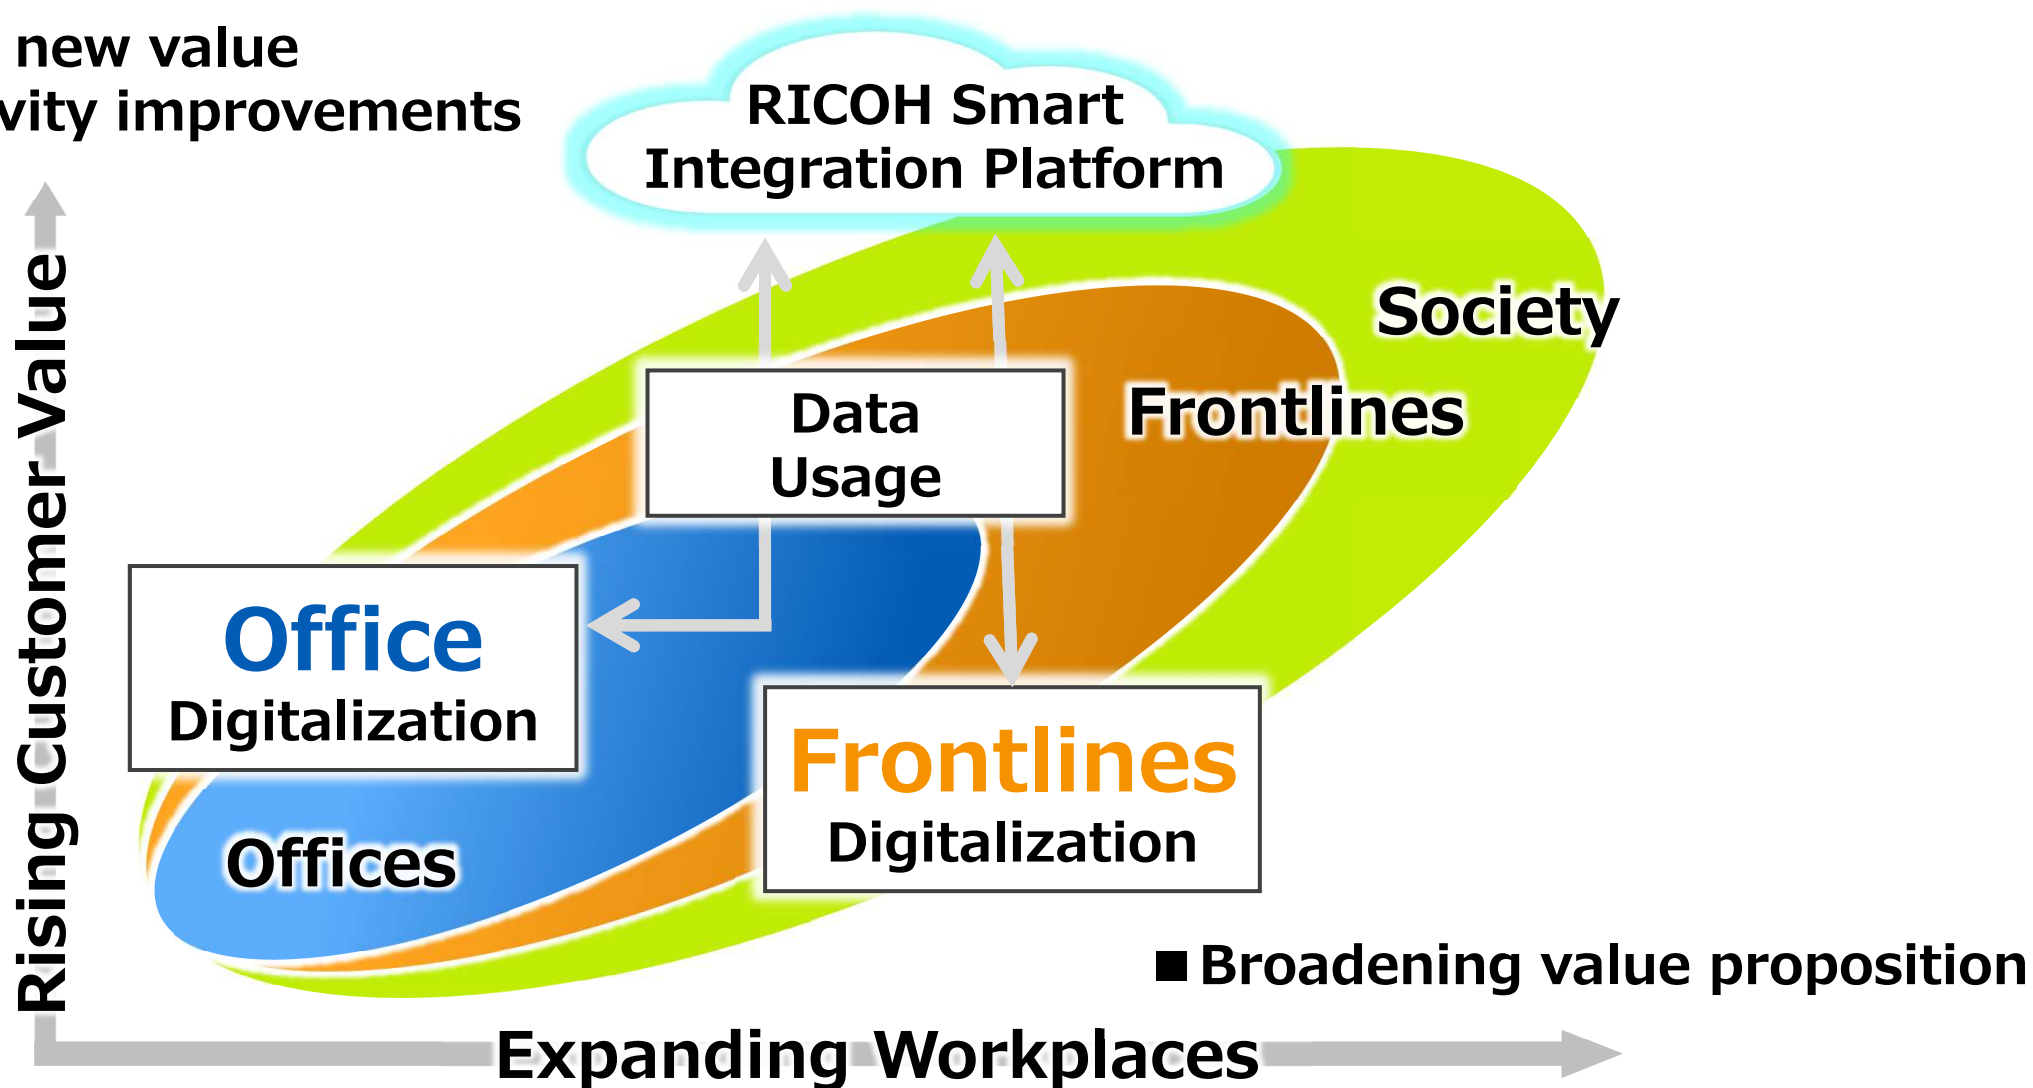 new value
vity improvements
RICOH Smart
Integration Platform
Society
Frontlines
Data
Usage
Office
Digitalization
Frontlines
Digitalization
Offices
Rising Customer Value
■ Broadening value proposition
Expanding Workplaces